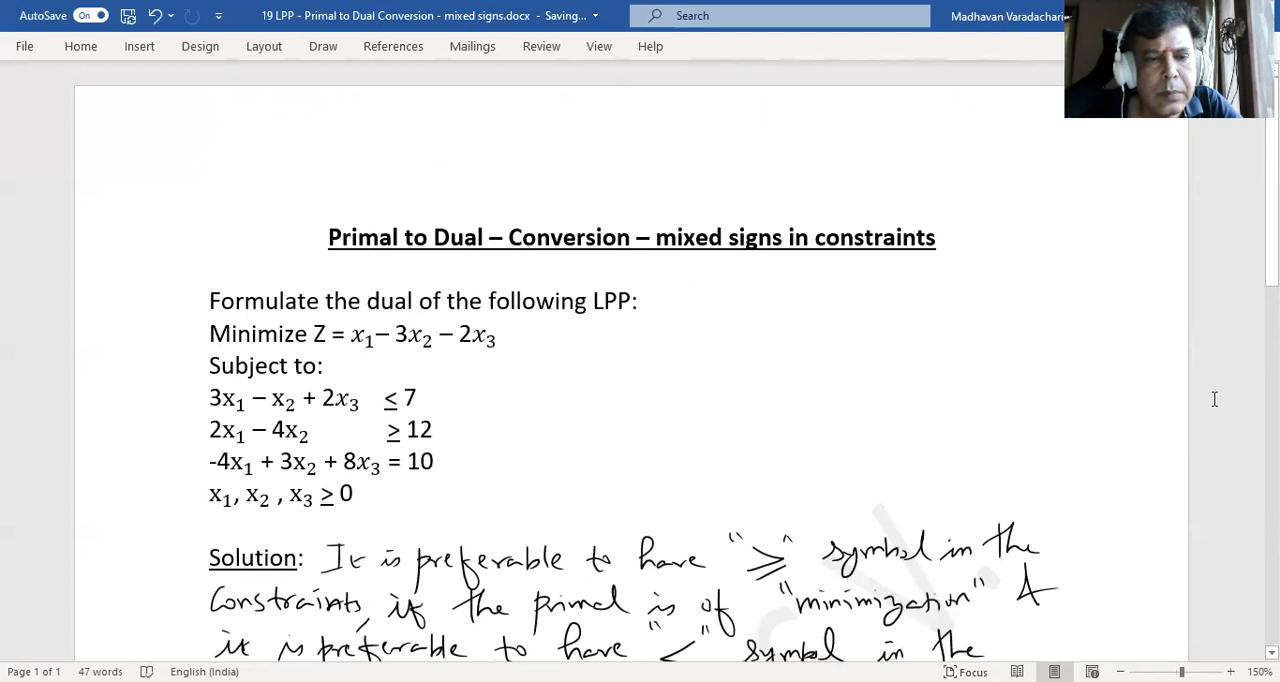 AutoSave On 19 LPP - Primal to Dual Conversion - mixed signs.docx - Saving... Search Madhavan Varadachari
File Home Insert Design Layout Draw References Mailings Review View Help
Primal to Dual – Conversion – mixed signs in constraints
Formulate the dual of the following LPP:
Minimize Z = x₁– 3x₂ – 2x₃
Subject to:
3x₁ – x₂ + 2x₃ ≤ 7
2x₁ – 4x₂ ≥ 12
-4x₁ + 3x₂ + 8x₃ = 10
x₁, x₂ , x₃ ≥ 0
Solution: It is preferable to have "≥" symbol in the
Constraints, if the primal is of "minimization" &
it is preferable to have "<" symbol in the
Page 1 of 1 47 words English (India) Focus 150%